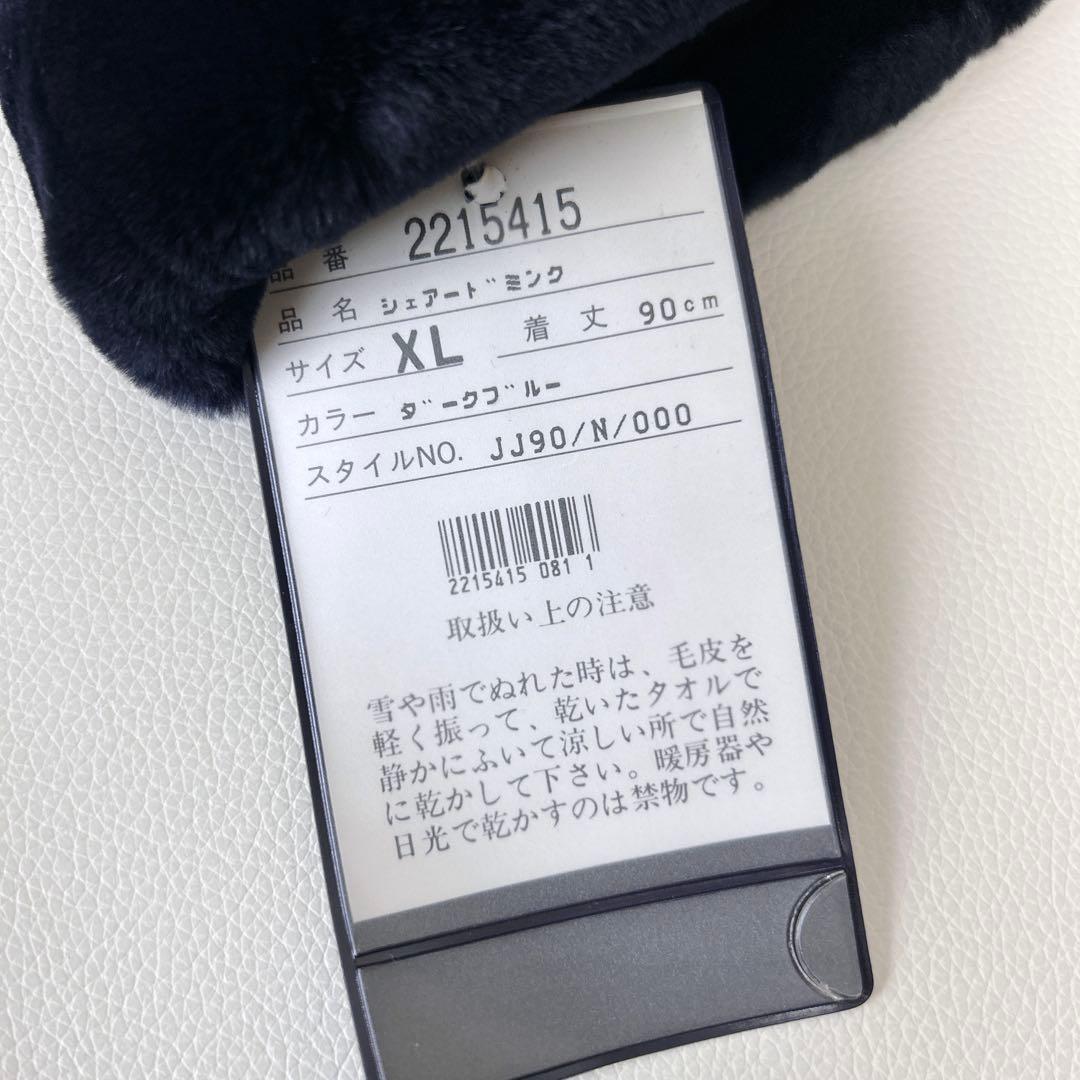 品番 2215415
品名 シェアードミンク
サイズ XL 着丈 90cm
カラー ダークブルー
スタイルNO. JJ90/N/000
2215415 081 1
取扱い上の注意
雪や雨でぬれた時は、毛皮を
軽く振って、乾いたタオルで
静かにふいて涼しい所で自然
に乾かして下さい。暖房器や
日光で乾かすのは禁物です。